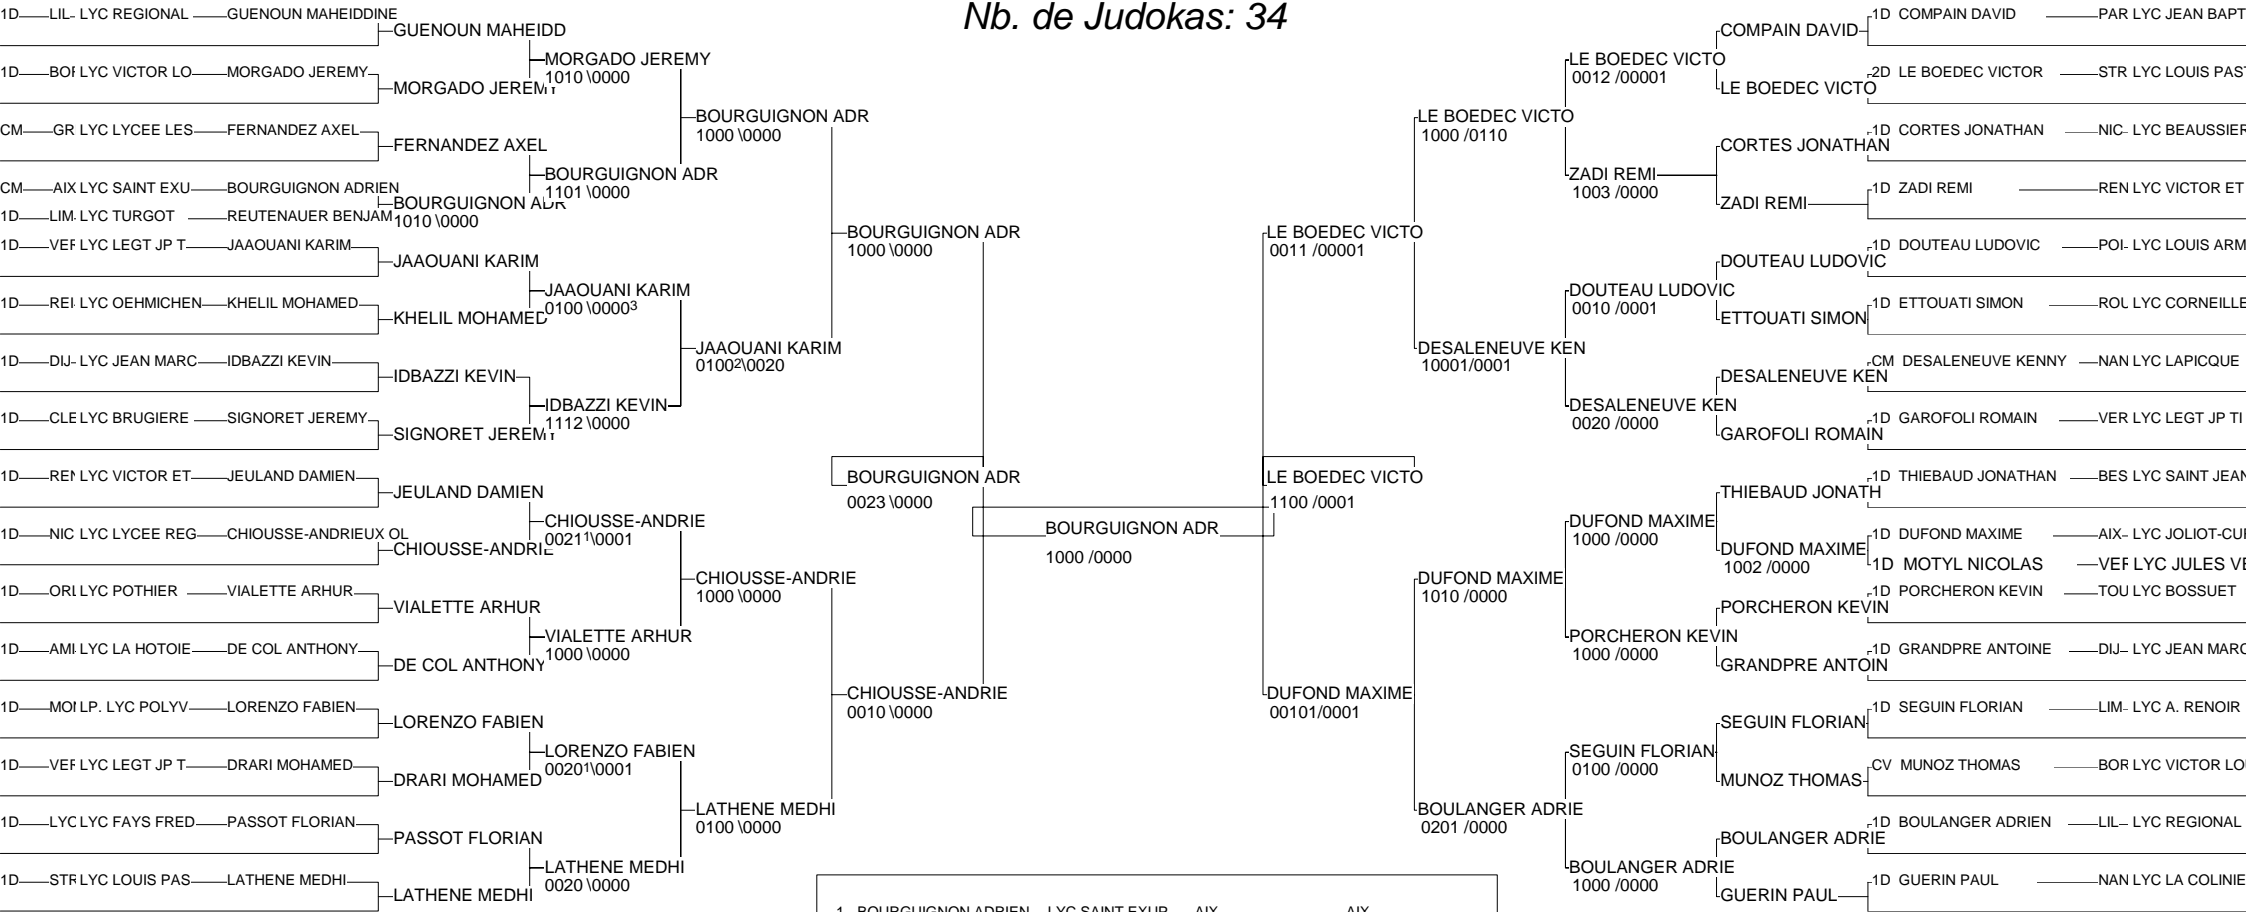 Nb. de Judokas: 34
1D LIL LYC REGIONAL GUENOUN MAHEIDDINE
GUENOUN MAHEIDD
MORGADO JEREMY
1010 \0000
1D LYC VICTOR LO MORGADO JEREMY
MORGADO JEREMY
BOURGUIGNON ADR
1000 \0000
CM GR LYC LYCEE LES FERNANDEZ AXEL
FERNANDEZ AXEL
BOURGUIGNON ADR
1101 \0000
CM AIX LYC SAINT EXU BOURGUIGNON ADRIEN
BOURGUIGNON ADR
1010 \0000
1D LIM LYC TURGOT REUTENAUER BENJAM
BOURGUIGNON ADR
1000 \0000
1D VEF LYC LEGT JP T JAAOUANI KARIM
JAAOUANI KARIM
JAAOUANI KARIM
0100 \0000³
1D REI LYC OEHMICHEN KHELIL MOHAMED
KHELIL MOHAMED
JAAOUANI KARIM
0100²\0020
1D DIJ LYC JEAN MARC IDBAZZI KEVIN
IDBAZZI KEVIN
IDBAZZI KEVIN
1112 \0000
1D CLE LYC BRUGIERE SIGNORET JEREMY
SIGNORET JEREMY
BOURGUIGNON ADR
0023 \0000
1D LYC VICTOR ET JEULAND DAMIEN
JEULAND DAMIEN
CHIOUSSE-ANDRIE
0021¹\0001
1D NIC LYC LYCEE REG CHIOUSSE-ANDRIEUX OL
CHIOUSSE-ANDRIE
BOURGUIGNON ADR
1000 /0000
CHIOUSSE-ANDRIE
1000 \0000
1D LYC POTHIER VIALETTE ARHUR
VIALETTE ARHUR
VIALETTE ARHUR
1000 \0000
1D AMI LYC LA HOTOIE DE COL ANTHONY
DE COL ANTHONY
CHIOUSSE-ANDRIE
0010 \0000
1D LP. LYC POLYV LORENZO FABIEN
LORENZO FABIEN
LORENZO FABIEN
0020¹\0001
1D VEF LYC LEGT JP T DRARI MOHAMED
DRARI MOHAMED
LATHENE MEDHI
0100 \0000
1D LYC LYC FAYS FRED PASSOT FLORIAN
PASSOT FLORIAN
LATHENE MEDHI
0020 \0000
1D STR LYC LOUIS PAS LATHENE MEDHI
LATHENE MEDHI
COMPAIN DAVID
1D COMPAIN DAVID PAR LYC JEAN BAPT
LE BOEDEC VICTO
0012 /00001
2D LE BOEDEC VICTOR STR LYC LOUIS PAS
LE BOEDEC VICTO
LE BOEDEC VICTO
1000 /0110
1D CORTES JONATHAN NIC LYC BEAUSSIER
CORTES JONATHAN
ZADI REMI
1003 /0000
1D ZADI REMI REN LYC VICTOR ET
ZADI REMI
LE BOEDEC VICTO
0011 /00001
1D DOUTEAU LUDOVIC POI LYC LOUIS ARM
DOUTEAU LUDOVIC
DOUTEAU LUDOVIC
0010 /0001
1D ETTOUATI SIMON ROU LYC CORNEILLE
ETTOUATI SIMON
DESALENEUVE KEN
10001/0001
CM DESALENEUVE KENNY NAN LYC LAPICQUE
DESALENEUVE KEN
DESALENEUVE KEN
0020 /0000
1D GAROFOLI ROMAIN VER LYC LEGT JP TI
GAROFOLI ROMAIN
LE BOEDEC VICTO
1100 /0001
1D THIEBAUD JONATHAN BES LYC SAINT JEAN
THIEBAUD JONATH
DUFOND MAXIME
1000 /0000
1D DUFOND MAXIME AIX LYC JOLIOT-CUR
DUFOND MAXIME
1002 /0000
1D MOTYL NICOLAS VEF LYC JULES VE
DUFOND MAXIME
1010 /0000
1D PORCHERON KEVIN TOU LYC BOSSUET
PORCHERON KEVIN
PORCHERON KEVIN
1000 /0000
1D GRANDPRE ANTOINE DIJ LYC JEAN MARC
GRANDPRE ANTOIN
DUFOND MAXIME
00101/0001
1D SEGUIN FLORIAN LIM LYC A. RENOIR
SEGUIN FLORIAN
SEGUIN FLORIAN
0100 /0000
CV MUNOZ THOMAS BOR LYC VICTOR LOU
MUNOZ THOMAS
BOULANGER ADRIE
0201 /0000
1D BOULANGER ADRIEN LIL LYC REGIONAL
BOULANGER ADRIE
BOULANGER ADRIE
1000 /0000
1D GUERIN PAUL NAN LYC LA COLINIE
GUERIN PAUL
1 BOURGUIGNON ADRIEN LYC SAINT EXUP AIX AIX